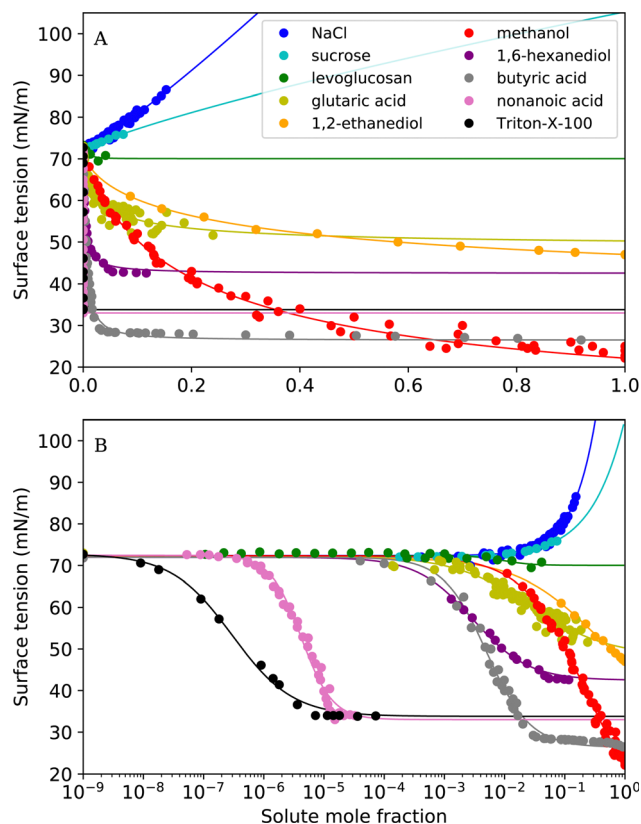 A
Surface tension (mN/m)
100
90
80
70
60
50
40
30
20
NaCl
sucrose
levoglucosan
glutaric acid
1,2-ethanediol
methanol
1,6-hexanediol
butyric acid
nonanoic acid
Triton-X-100
0.0 0.2 0.4 0.6 0.8 1.0
B
Surface tension (mN/m)
100
90
80
70
60
50
40
30
20
10⁻⁹ 10⁻⁸ 10⁻⁷ 10⁻⁶ 10⁻⁵ 10⁻⁴ 10⁻³ 10⁻² 10⁻¹ 10⁰
Solute mole fraction